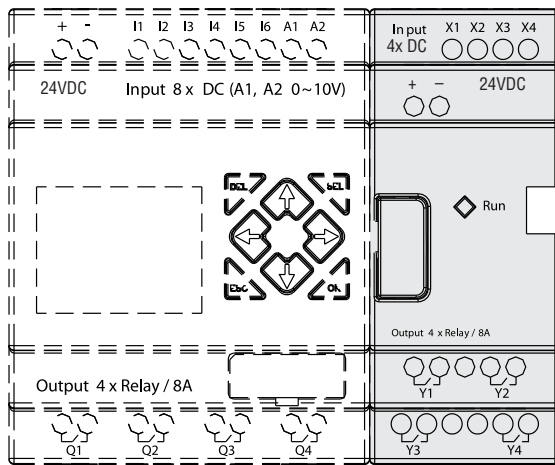 + - I1 I2 I3 I4 I5 I6 A1 A2
Input X1 X2 X3 X4
4x DC
24VDC Input 8 x DC (A1, A2 0~10V)
+ - 24VDC
DEL SEL
Run
ESC OK
Output 4 x Relay / 8A
Output 4 x Relay / 8A
Y1 Y2
Q1 Q2 Q3 Q4
Y3 Y4